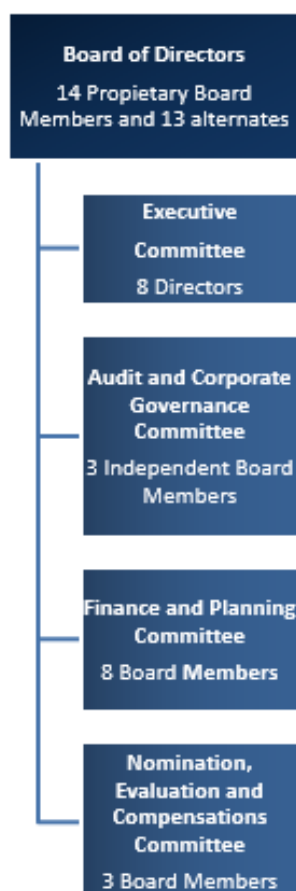 Board of Directors
14 Propietary Board
Members and 13 alternates
Executive
Committee
8 Directors
Audit and Corporate
Governance
Committee
3 Independent Board
Members
Finance and Planning
Committee
8 Board Members
Nomination,
Evaluation and
Compensations
Committee
3 Board Members